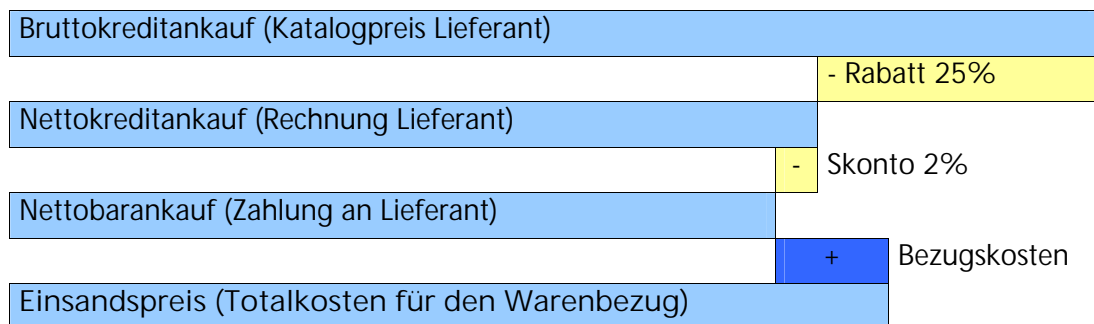 Bruttokreditankauf (Katalogpreis Lieferant)
- Rabatt 25%
Nettokreditankauf (Rechnung Lieferant)
- Skonto 2%
Nettobarankauf (Zahlung an Lieferant)
+ Bezugskosten
Einsandspreis (Totalkosten für den Warenbezug)